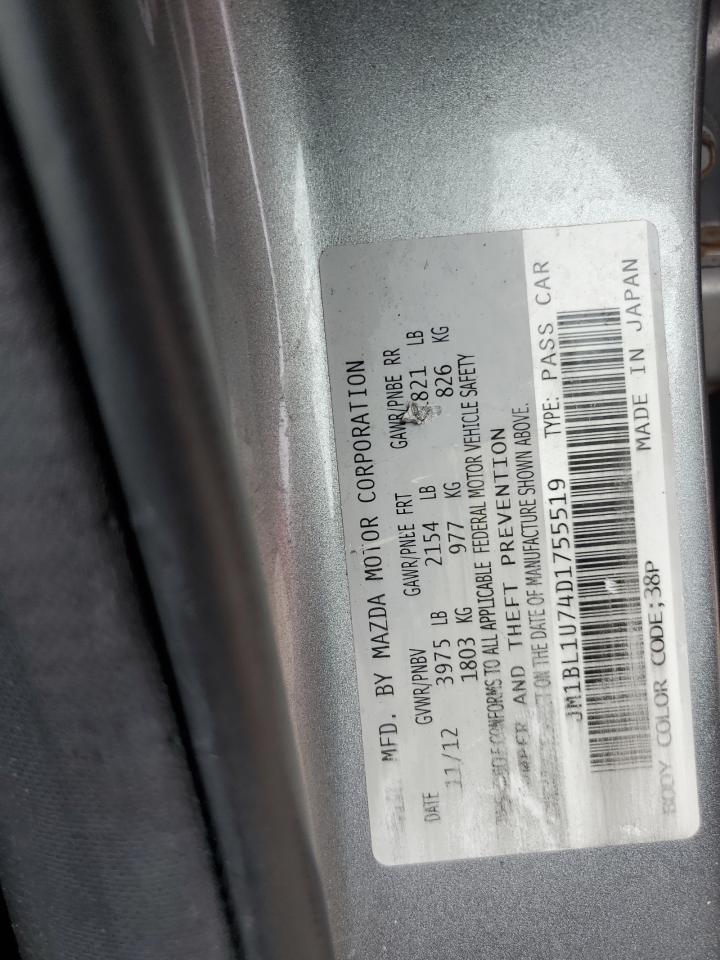 MFD. BY MAZDA MOTOR CORPORATION
DATE GVWR/PNBV GAWR/PNBE FRT GAWR/PNBE RR
11/12 3975 LB 2154 LB 821 LB
1803 KG 977 KG 826 KG
CONFORMS TO ALL APPLICABLE FEDERAL MOTOR VEHICLE SAFETY
AND THEFT PREVENTION
ON THE DATE OF MANUFACTURE SHOWN ABOVE.
JM1BL1U74D1755519 TYPE: PASS CAR
BODY COLOR CODE;38P MADE IN JAPAN